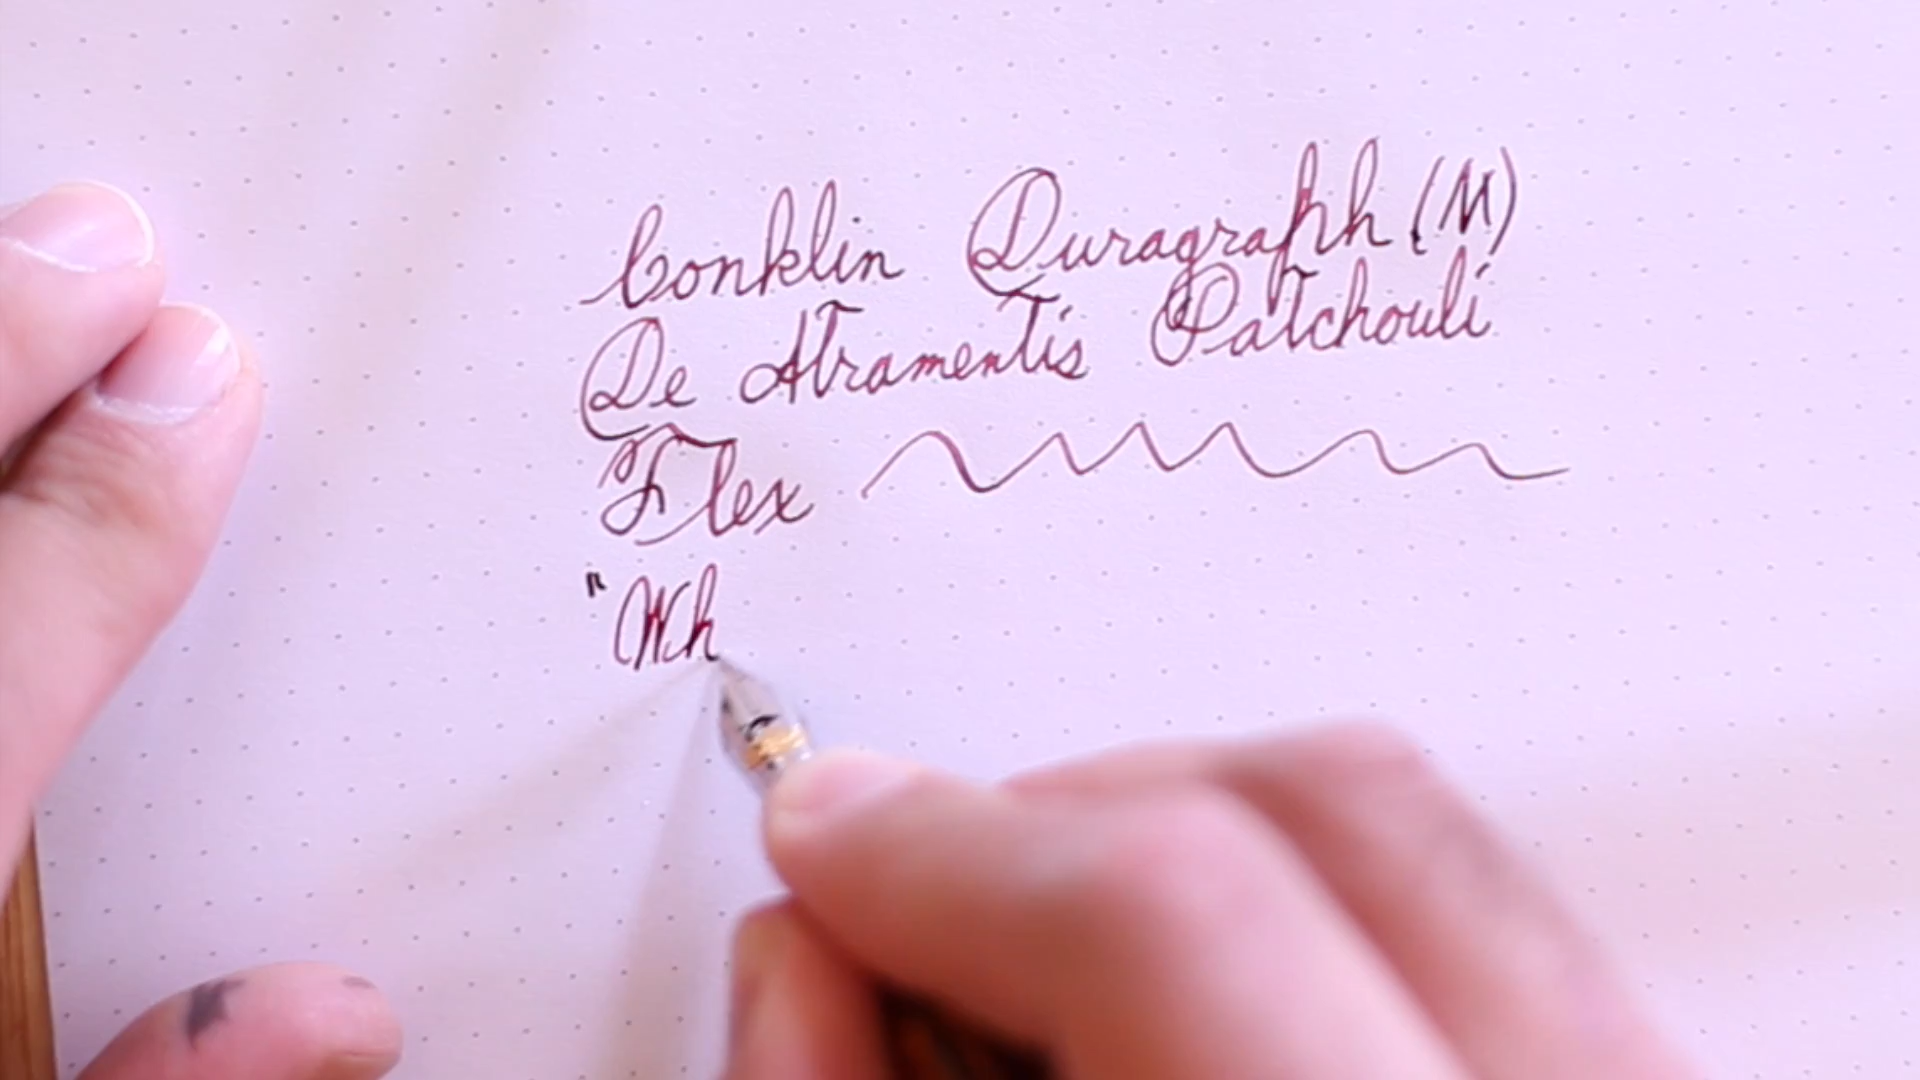 Conklin Duragraph (M)
De Atramentis Patchouli
Flex
"Wh